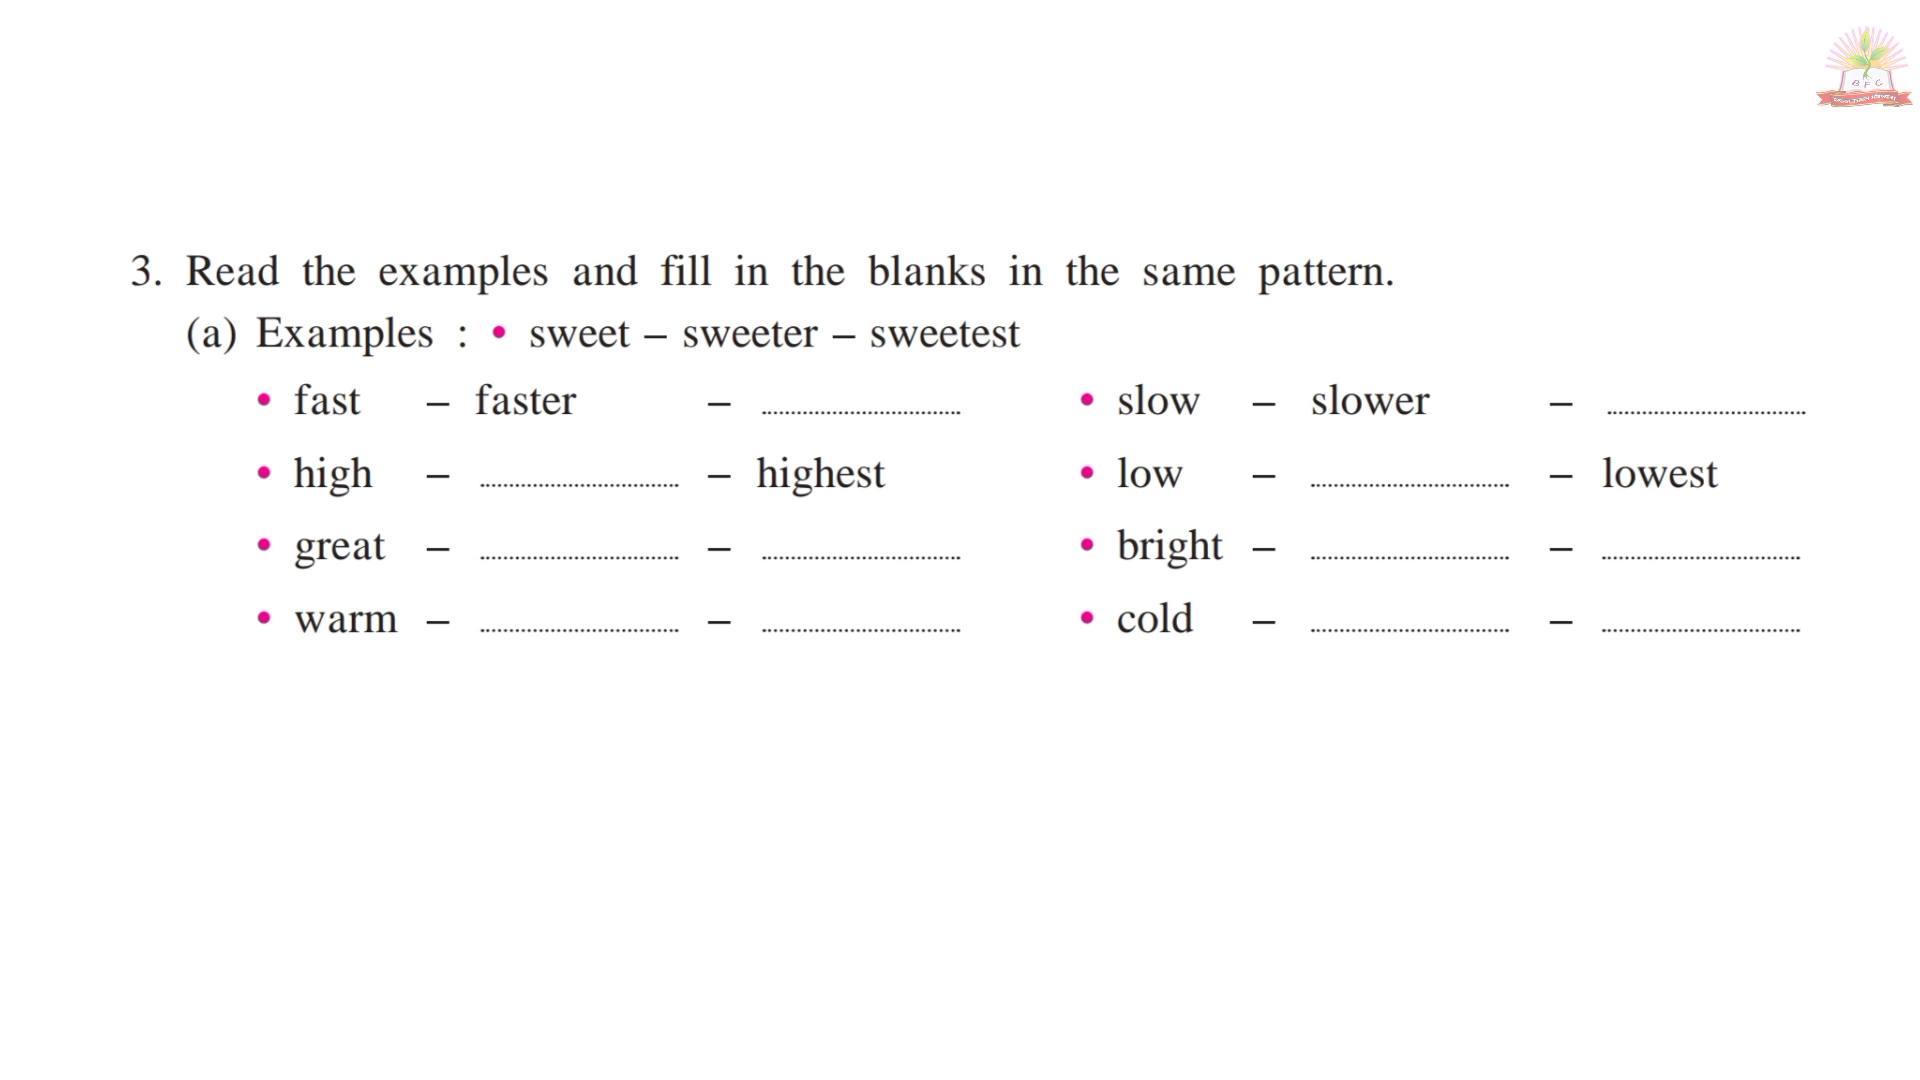 B F C
3. Read the examples and fill in the blanks in the same pattern.
(a) Examples : • sweet – sweeter – sweetest
• fast – faster – ........................ • slow – slower – ........................
• high – ........................ – highest • low – ........................ – lowest
• great – ........................ – ........................ • bright – ........................ – ........................
• warm – ........................ – ........................ • cold – ........................ – ........................